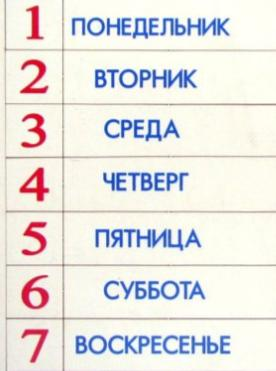 1 ПОНЕДЕЛЬНИК
2 ВТОРНИК
3 СРЕДА
4 ЧЕТВЕРГ
5 ПЯТНИЦА
6 СУББОТА
7 ВОСКРЕСЕНЬЕ